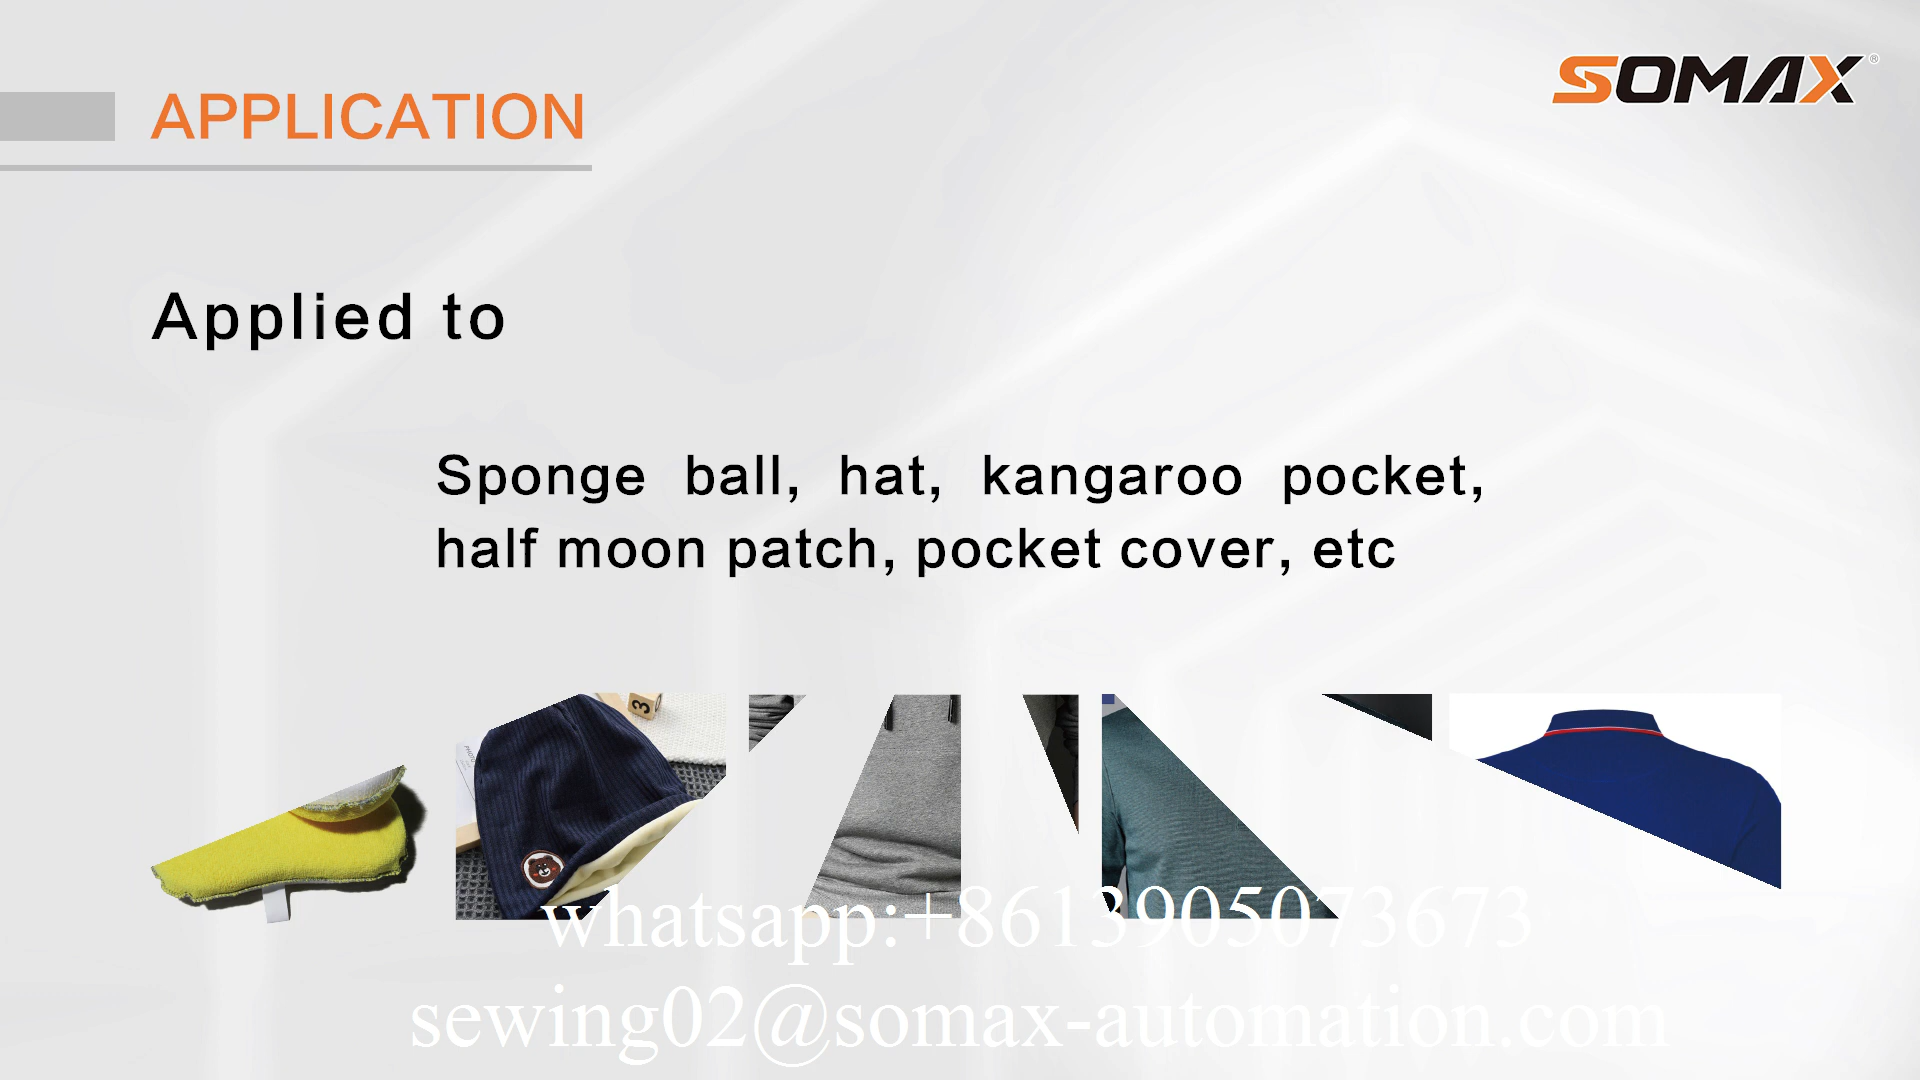 SOMAX®
APPLICATION
Applied to
Sponge ball, hat, kangaroo pocket,
half moon patch, pocket cover, etc
3
whatsapp:+8613905073673
sewing02@somax-automation.com